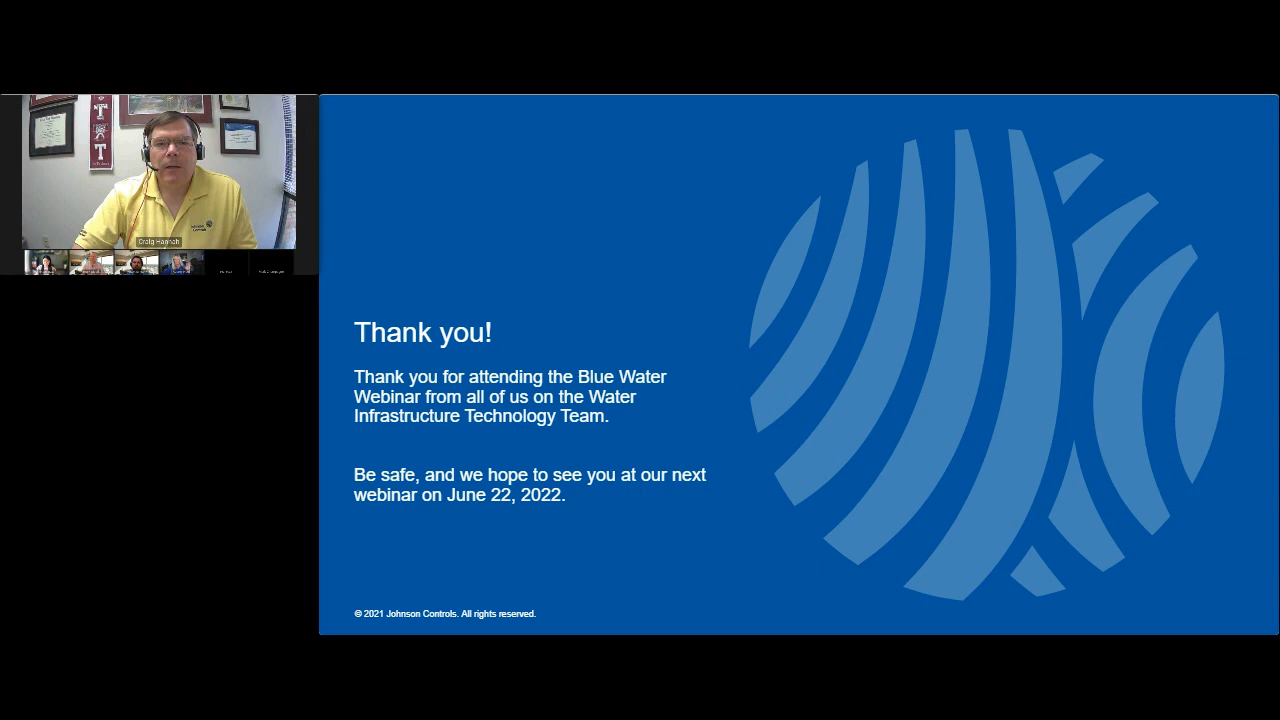 T
T
Johnson
Controls
Craig Hannah
Thank you!
Thank you for attending the Blue Water
Webinar from all of us on the Water
Infrastructure Technology Team.
Be safe, and we hope to see you at our next
webinar on June 22, 2022.
© 2021 Johnson Controls. All rights reserved.